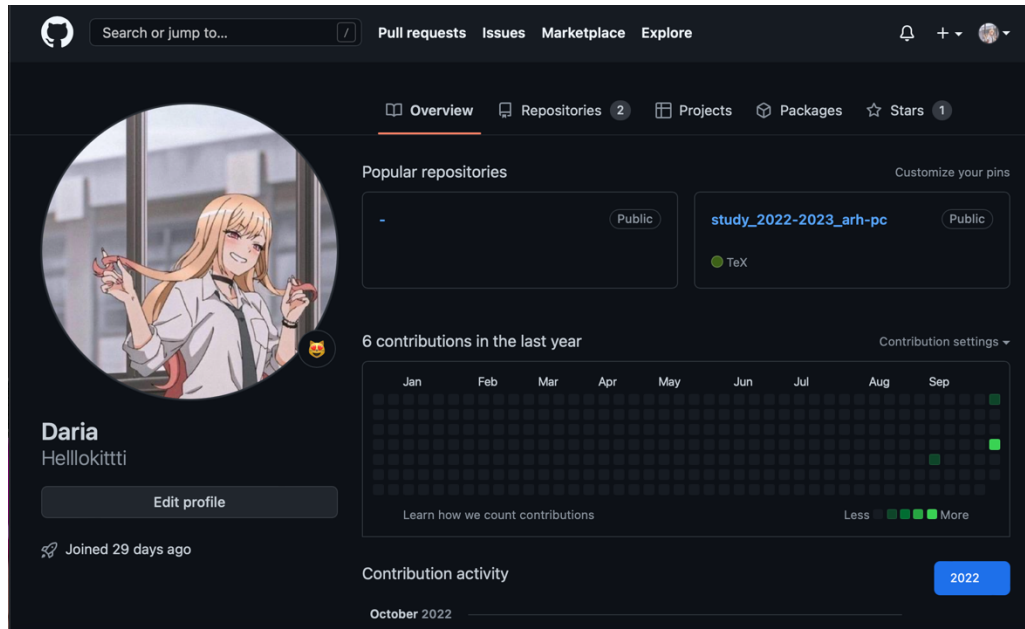 Search or jump to... / Pull requests Issues Marketplace Explore
Overview Repositories 2 Projects Packages Stars 1
Popular repositories Customize your pins
- Public
study_2022-2023_arh-pc Public
TeX
6 contributions in the last year Contribution settings
Jan Feb Mar Apr May Jun Jul Aug Sep
Learn how we count contributions Less More
Daria
Helllokittti
Edit profile
Joined 29 days ago
Contribution activity 2022
October 2022